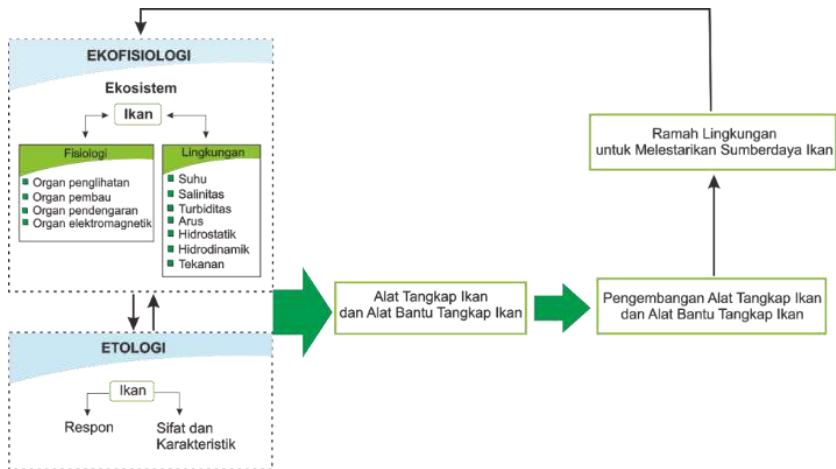 EKOFISIOLOGI
Ekosistem
Ikan
Fisiologi
Organ penglihatan
Organ pembau
Organ pendengaran
Organ elektromagnetik
Lingkungan
Suhu
Salinitas
Turbiditas
Arus
Hidrostatik
Hidrodinamik
Tekanan
ETOLOGI
Ikan
Respon
Sifat dan
Karakteristik
Alat Tangkap Ikan
dan Alat Bantu Tangkap Ikan
Pengembangan Alat Tangkap Ikan
dan Alat Bantu Tangkap Ikan
Ramah Lingkungan
untuk Melestarikan Sumberdaya Ikan